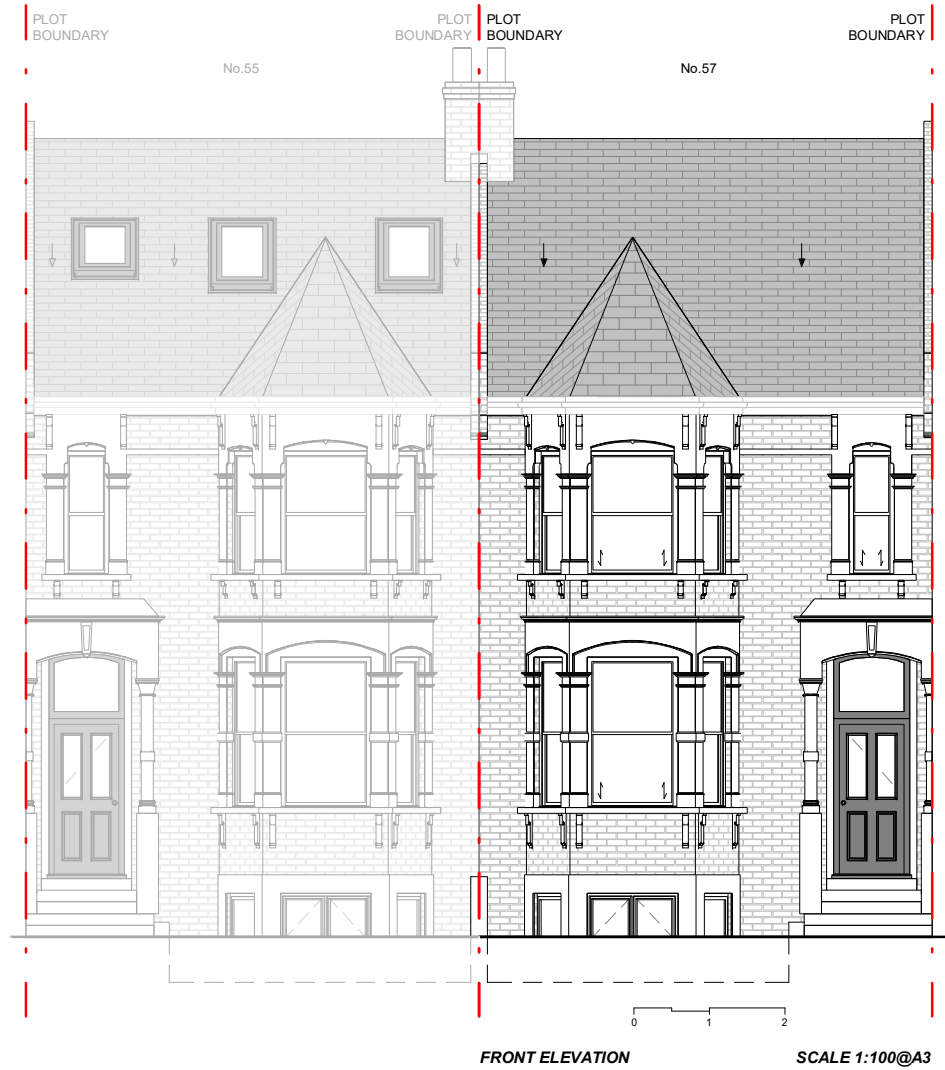 PLOT
BOUNDARY
PLOT
BOUNDARY
PLOT
BOUNDARY
PLOT
BOUNDARY
No.55
No.57
0 1 2
FRONT ELEVATION
SCALE 1:100@A3